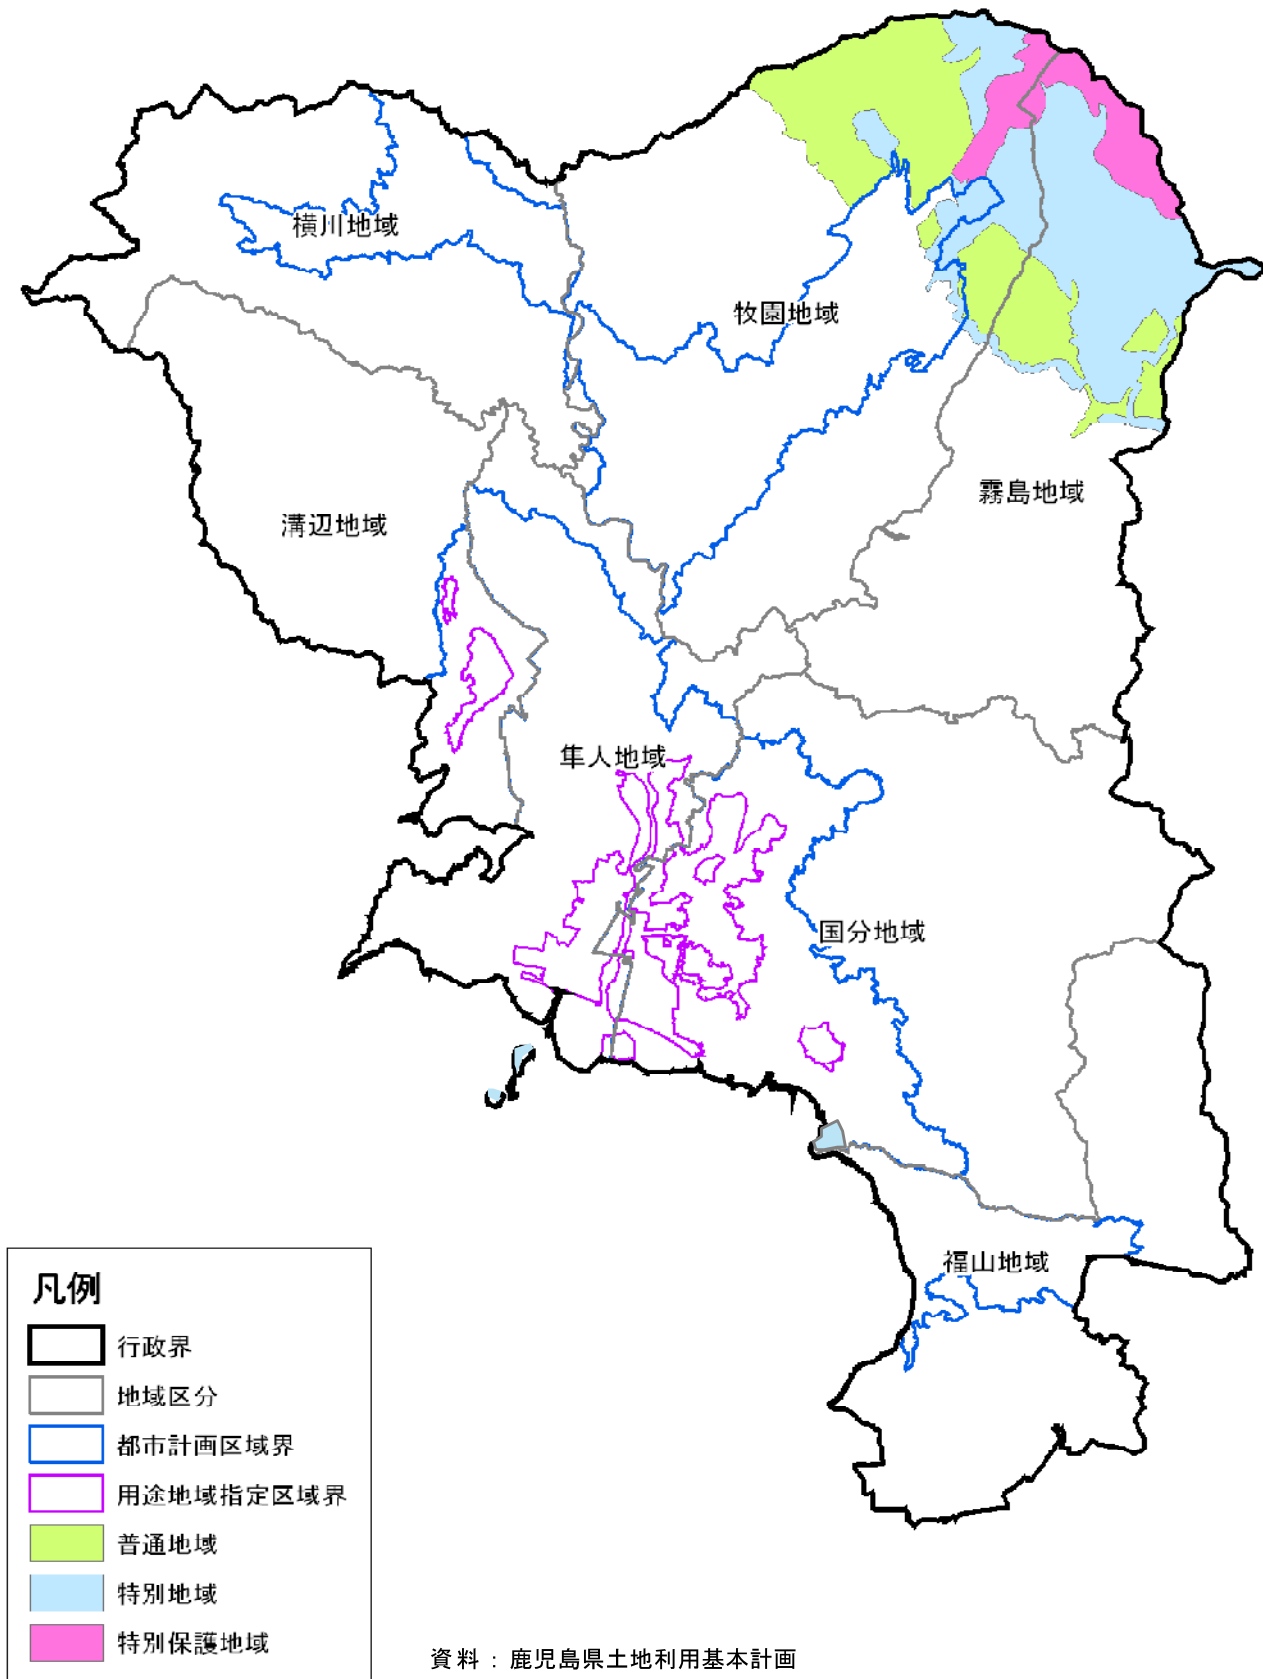 横川地域
牧園地域
霧島地域
溝辺地域
隼人地域
国分地域
福山地域
凡例
行政界
地域区分
都市計画区域界
用途地域指定区域界
普通地域
特別地域
特別保護地域
資料：鹿児島県土地利用基本計画